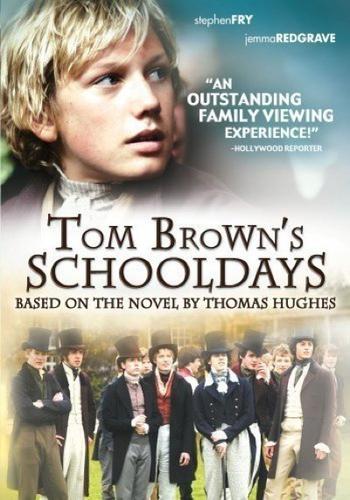 stephenFRY
jemmaREDGRAVE
“AN
OUTSTANDING
FAMILY VIEWING
EXPERIENCE!”
-HOLLYWOOD REPORTER
TOM BROWN'S
SCHOOLDAYS
BASED ON THE NOVEL BY THOMAS HUGHES